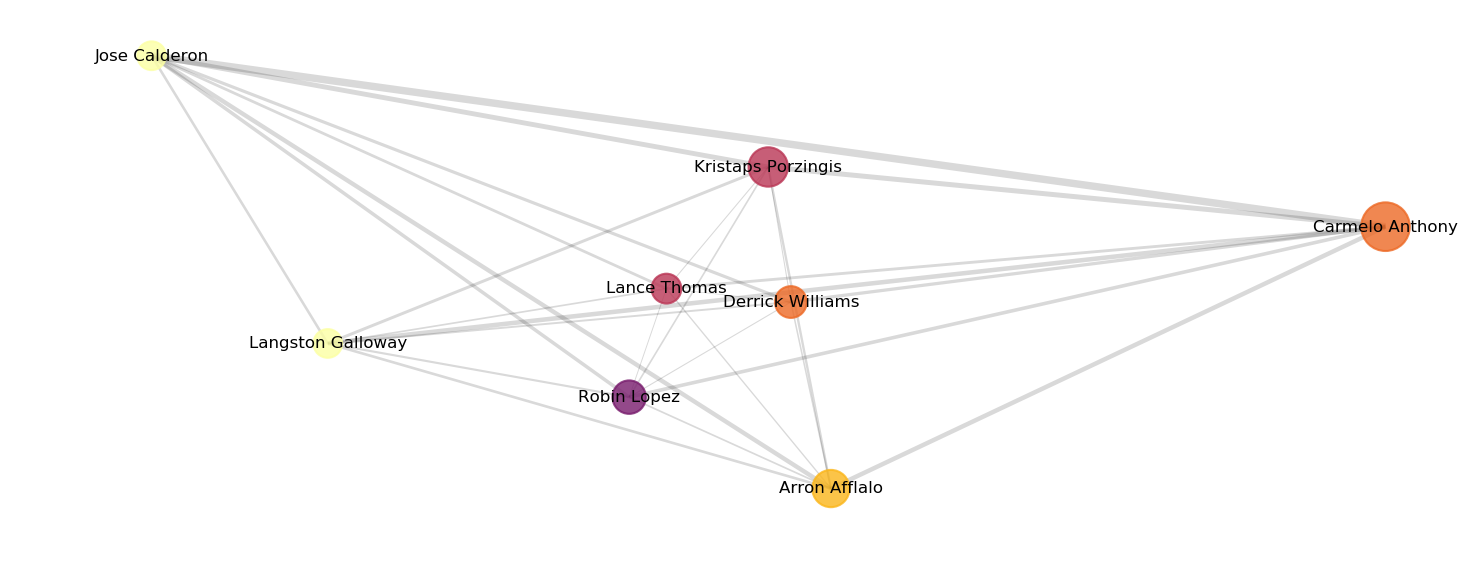 Jose Calderon
Kristaps Porzingis
Carmelo Anthony
Lance Thomas
Derrick Williams
Langston Galloway
Robin Lopez
Arron Afflalo